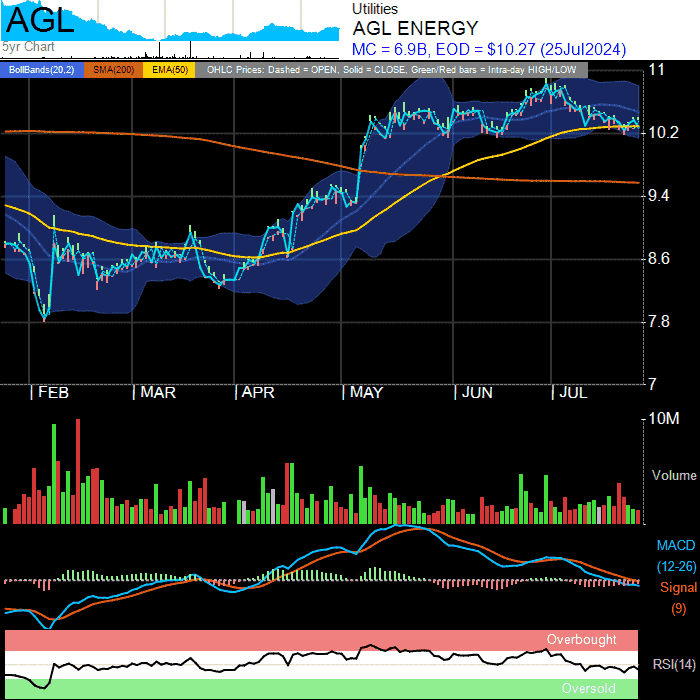 AGL
5yr Chart
Utilities
AGL ENERGY
MC = 6.9B, EOD = $10.27 (25Jul2024)
BollBands(20,2) SMA(200) EMA(50) OHLC Prices: Dashed = OPEN, Solid = CLOSE, Green/Red bars = Intra-day HIGH/LOW
11
10.2
9.4
8.6
7.8
7
| FEB | MAR | APR | MAY | JUN | JUL
10M
Volume
MACD
(12-26)
Signal
(9)
Overbought
RSI(14)
Oversold